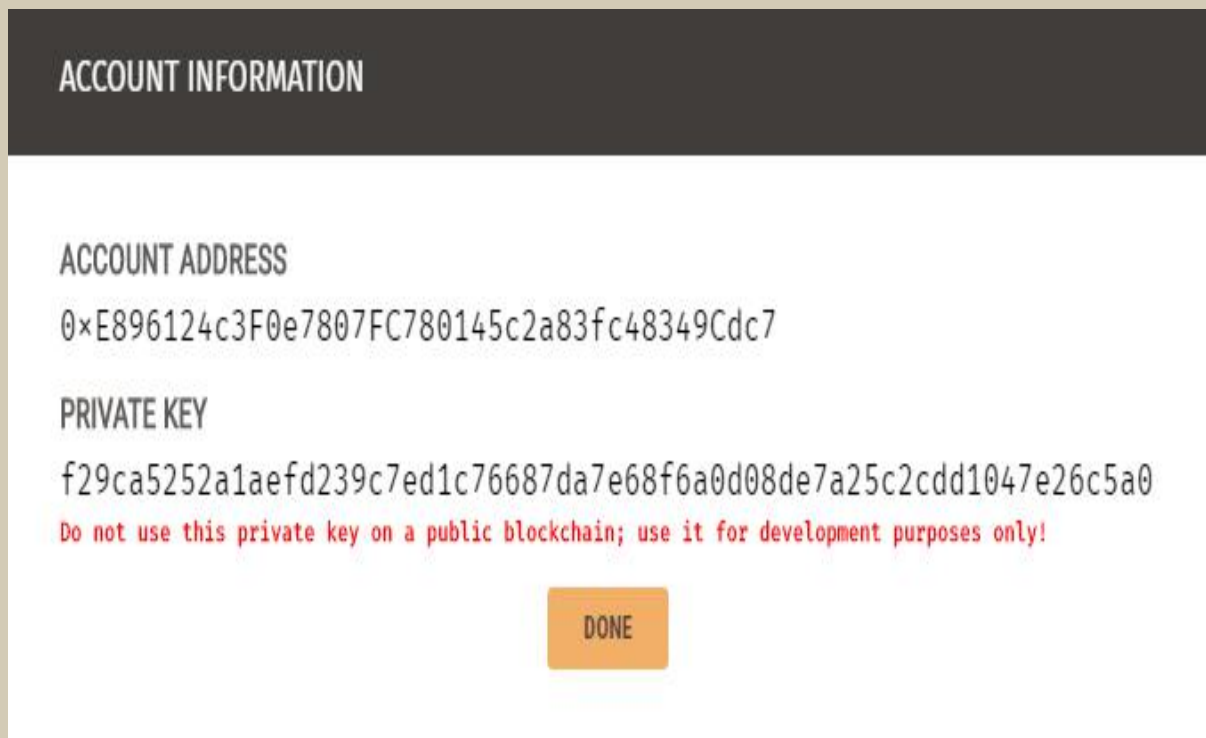 ACCOUNT INFORMATION
ACCOUNT ADDRESS
0×E896124c3F0e7807FC780145c2a83fc48349Cdc7
PRIVATE KEY
f29ca5252a1aefd239c7ed1c76687da7e68f6a0d08de7a25c2cdd1047e26c5a0
Do not use this private key on a public blockchain; use it for development purposes only!
DONE